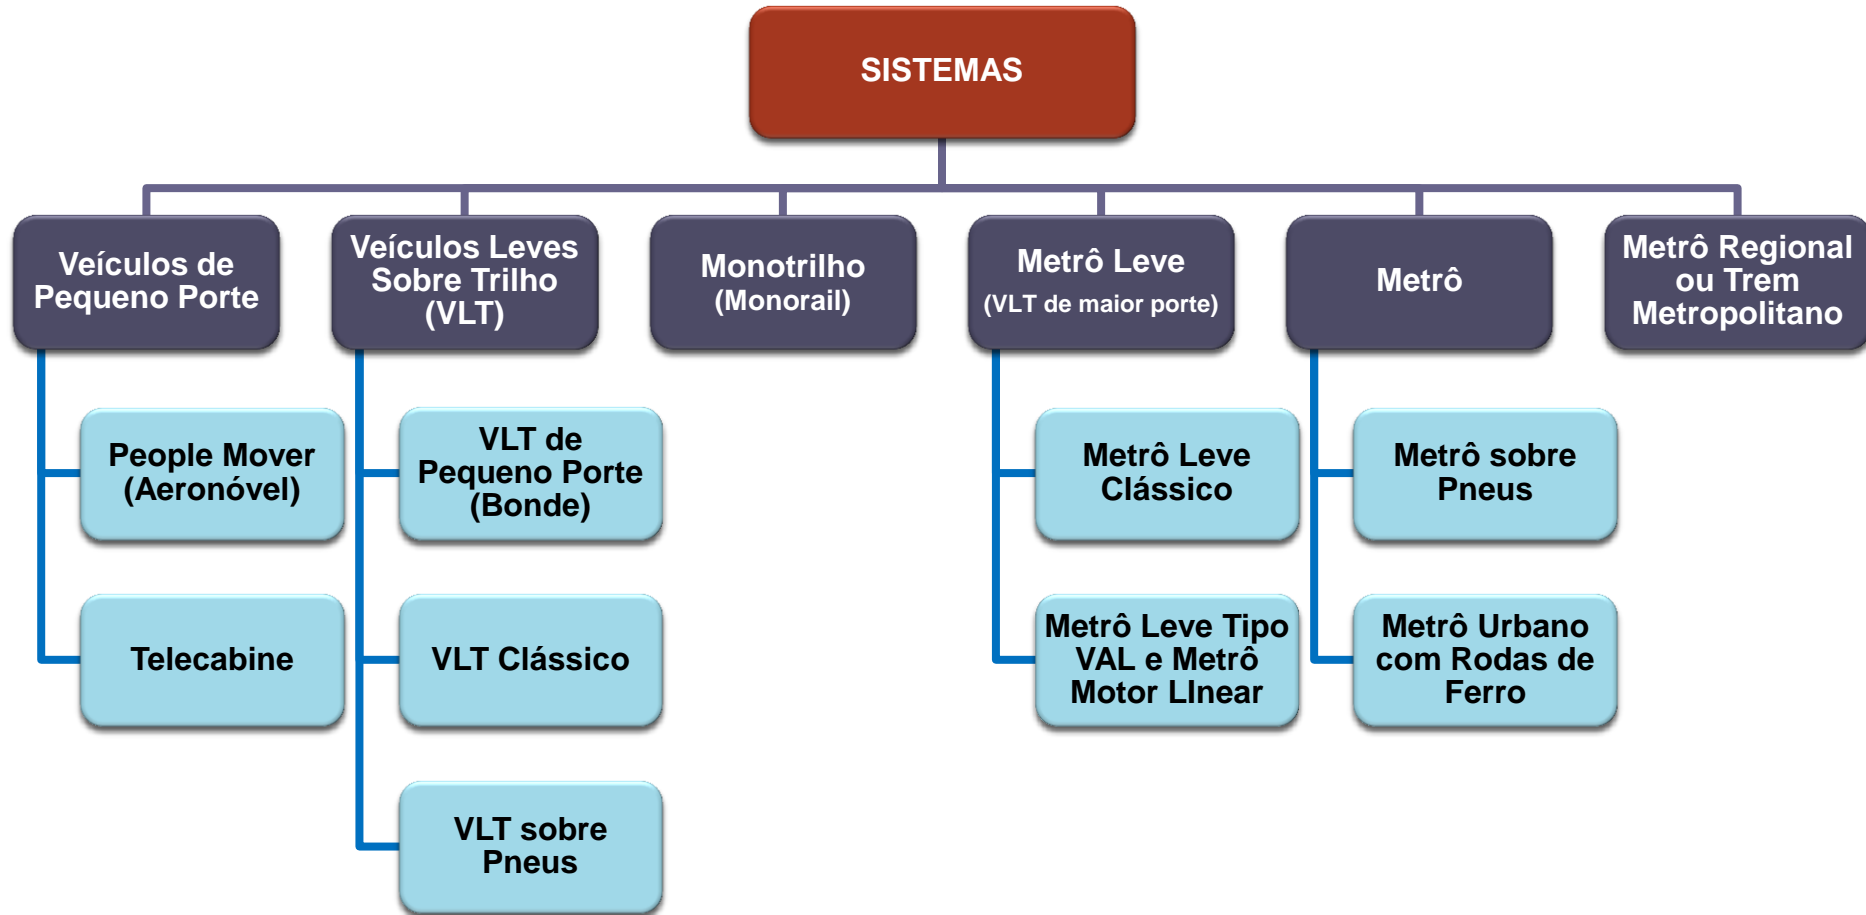 SISTEMAS
Veículos de
Pequeno Porte
Veículos Leves
Sobre Trilho
(VLT)
Monotrilho
(Monorail)
Metrô Leve
(VLT de maior porte)
Metrô
Metrô Regional
ou Trem
Metropolitano
People Mover
(Aeronóvel)
Telecabine
VLT de
Pequeno Porte
(Bonde)
VLT Clássico
VLT sobre
Pneus
Metrô Leve
Clássico
Metrô Leve Tipo
VAL e Metrô
Motor LInear
Metrô sobre
Pneus
Metrô Urbano
com Rodas de
Ferro